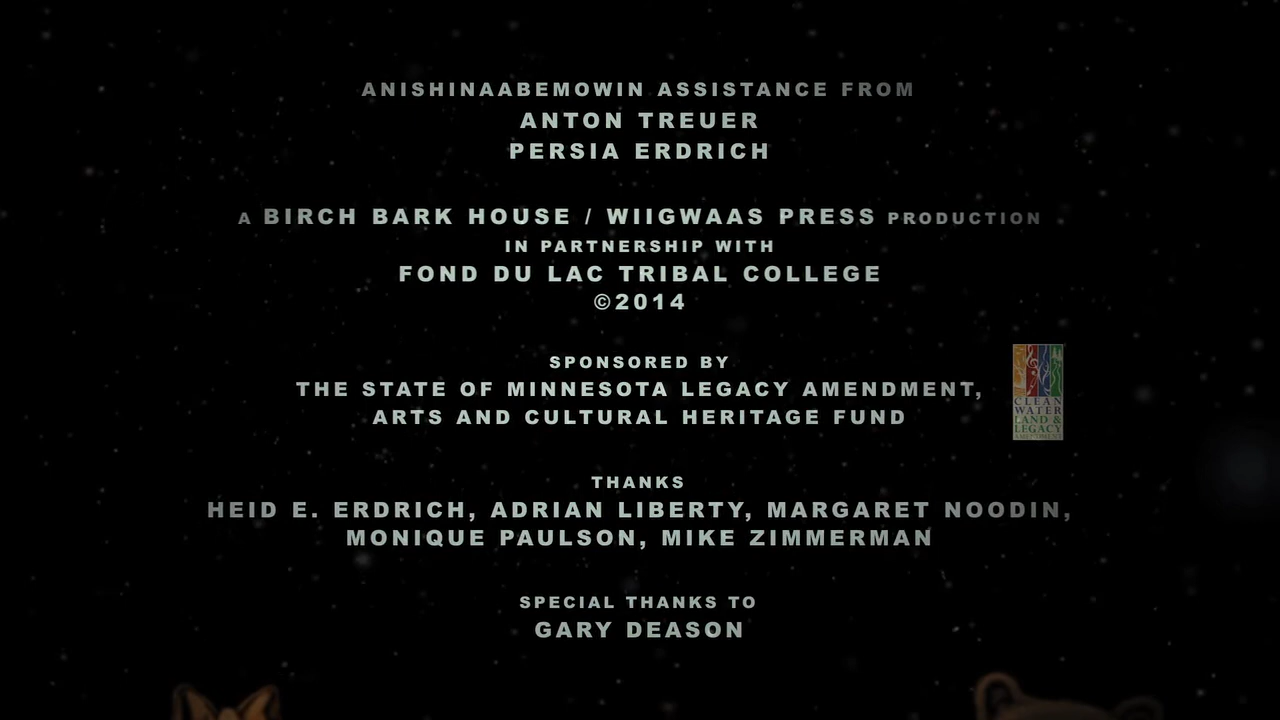 ANISHINAABEMOWIN ASSISTANCE FROM
ANTON TREUER
PERSIA ERDRICH
A BIRCH BARK HOUSE / WIIGWAAS PRESS PRODUCTION
IN PARTNERSHIP WITH
FOND DU LAC TRIBAL COLLEGE
©2014
SPONSORED BY
THE STATE OF MINNESOTA LEGACY AMENDMENT,
ARTS AND CULTURAL HERITAGE FUND
CLEAN
WATER
LAND &
LEGACY
AMENDMENT
THANKS
HEID E. ERDRICH, ADRIAN LIBERTY, MARGARET NOODIN,
MONIQUE PAULSON, MIKE ZIMMERMAN
SPECIAL THANKS TO
GARY DEASON